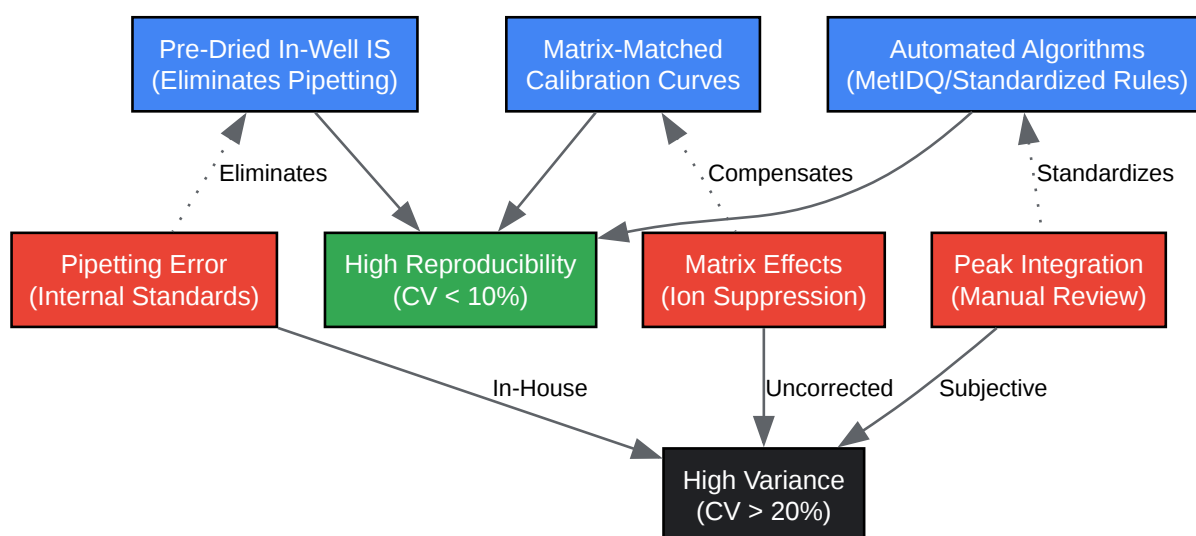 Pre-Dried In-Well IS
(Eliminates Pipetting)
Matrix-Matched
Calibration Curves
Automated Algorithms
(MetIDQ/Standardized Rules)
Eliminates
Compensates
Standardizes
Pipetting Error
(Internal Standards)
High Reproducibility
(CV < 10%)
Matrix Effects
(Ion Suppression)
Peak Integration
(Manual Review)
In-House
Uncorrected
Subjective
High Variance
(CV > 20%)